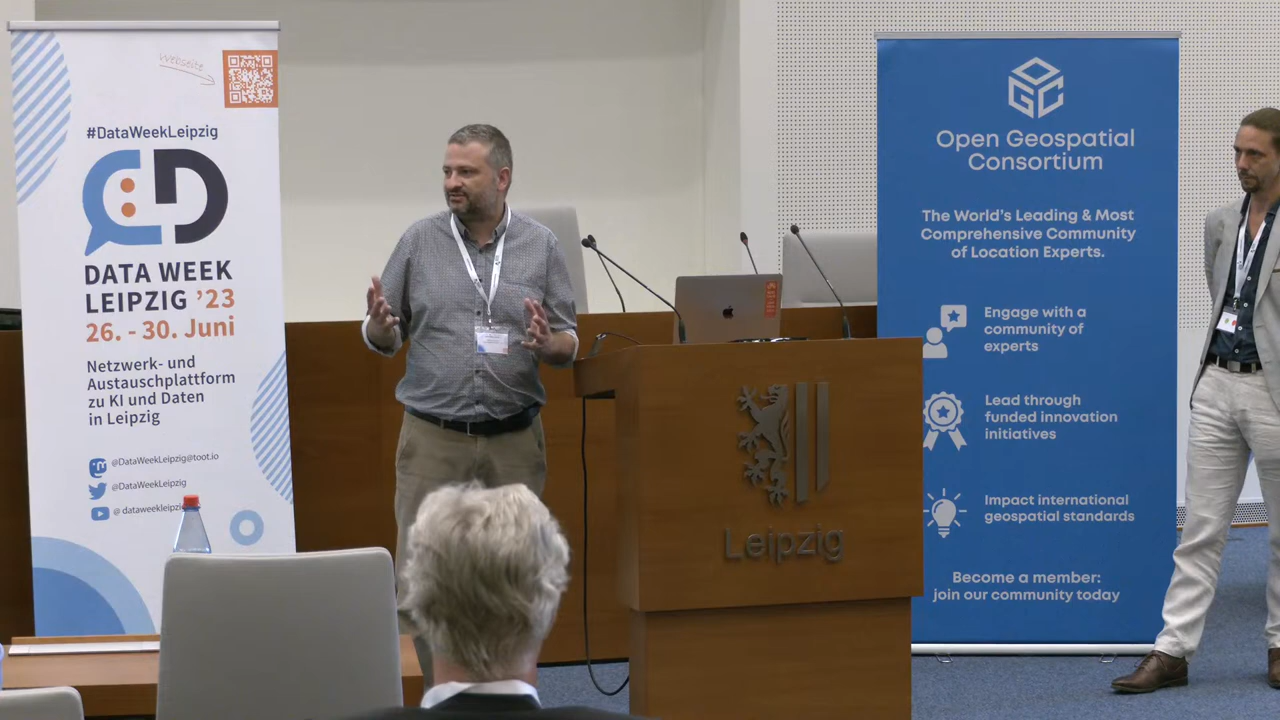 Webseite
#DataWeekLeipzig
DATA WEEK
LEIPZIG '23
26. - 30. Juni
Netzwerk- und
Austauschplattform
zu KI und Daten
in Leipzig
@DataWeekLeipzig@toot.io
@DataWeekLeipzig
@ dataweekleipzi
Leipzig
OGC
Open Geospatial
Consortium
The World's Leading & Most
Comprehensive Community
of Location Experts.
Engage with a
community of
experts
Lead through
funded innovation
initiatives
Impact international
geospatial standards
Become a member:
join our community today